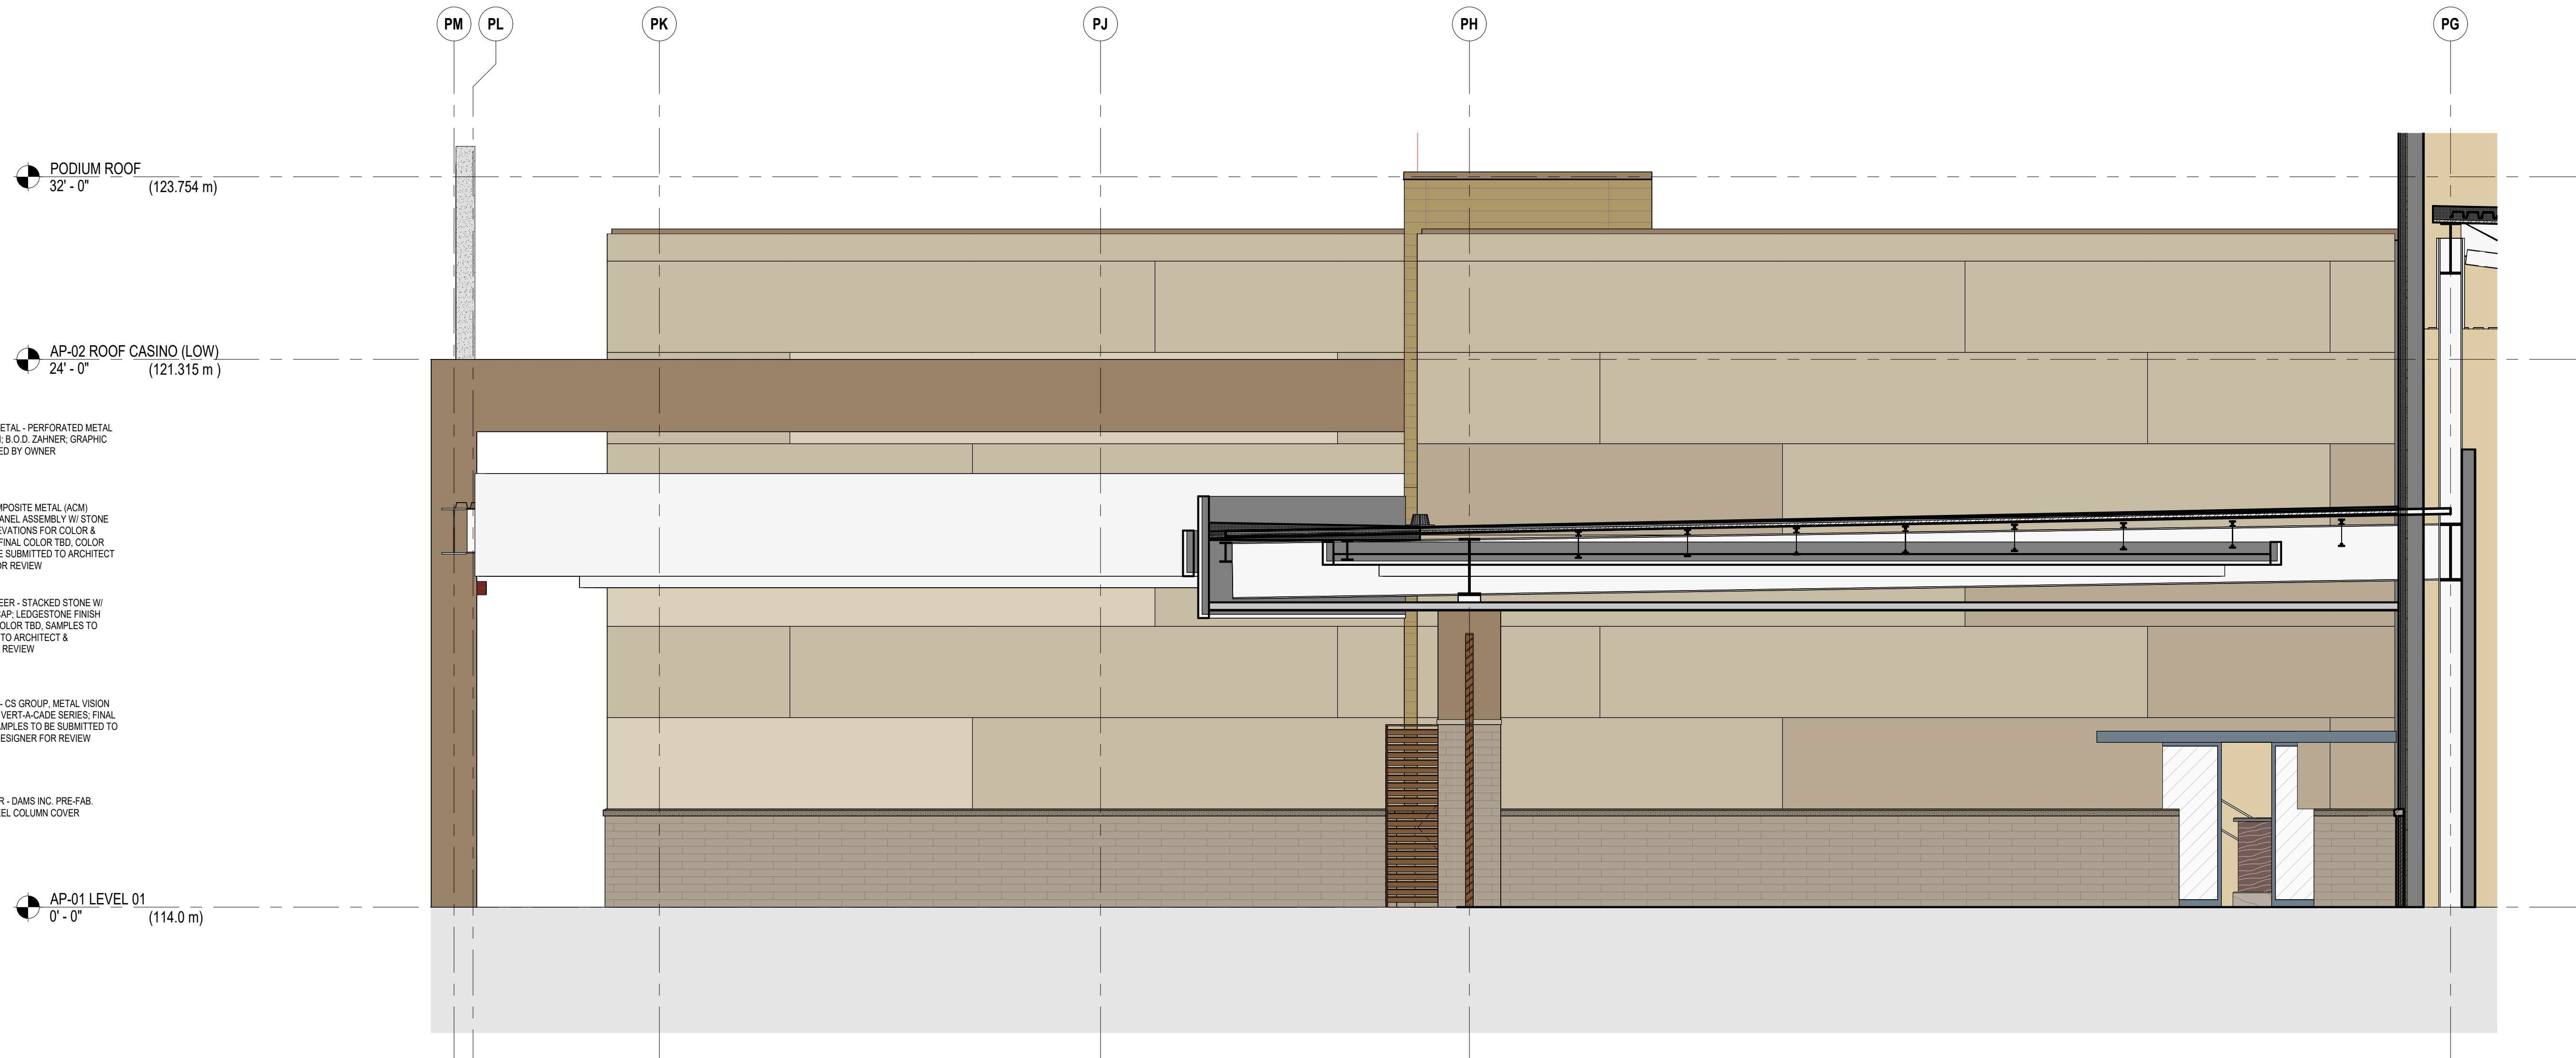 PM PL PK PJ PH PG
PODIUM ROOF
32' - 0" (123.754 m)
AP-02 ROOF CASINO (LOW)
24' - 0" (121.315 m )
ETAL - PERFORATED METAL
; B.O.D. ZAHNER; GRAPHIC
ED BY OWNER
MPOSITE METAL (ACM)
ANEL ASSEMBLY W/ STONE
EVATIONS FOR COLOR &
FINAL COLOR TBD, COLOR
E SUBMITTED TO ARCHITECT
OR REVIEW
EER - STACKED STONE W/
CAP; LEDGESTONE FINISH
OLOR TBD, SAMPLES TO
TO ARCHITECT &
REVIEW
- CS GROUP, METAL VISION
VERT-A-CADE SERIES; FINAL
AMPLES TO BE SUBMITTED TO
ESIGNER FOR REVIEW
R - DAMS INC. PRE-FAB.
EEL COLUMN COVER
AP-01 LEVEL 01
0' - 0" (114.0 m)